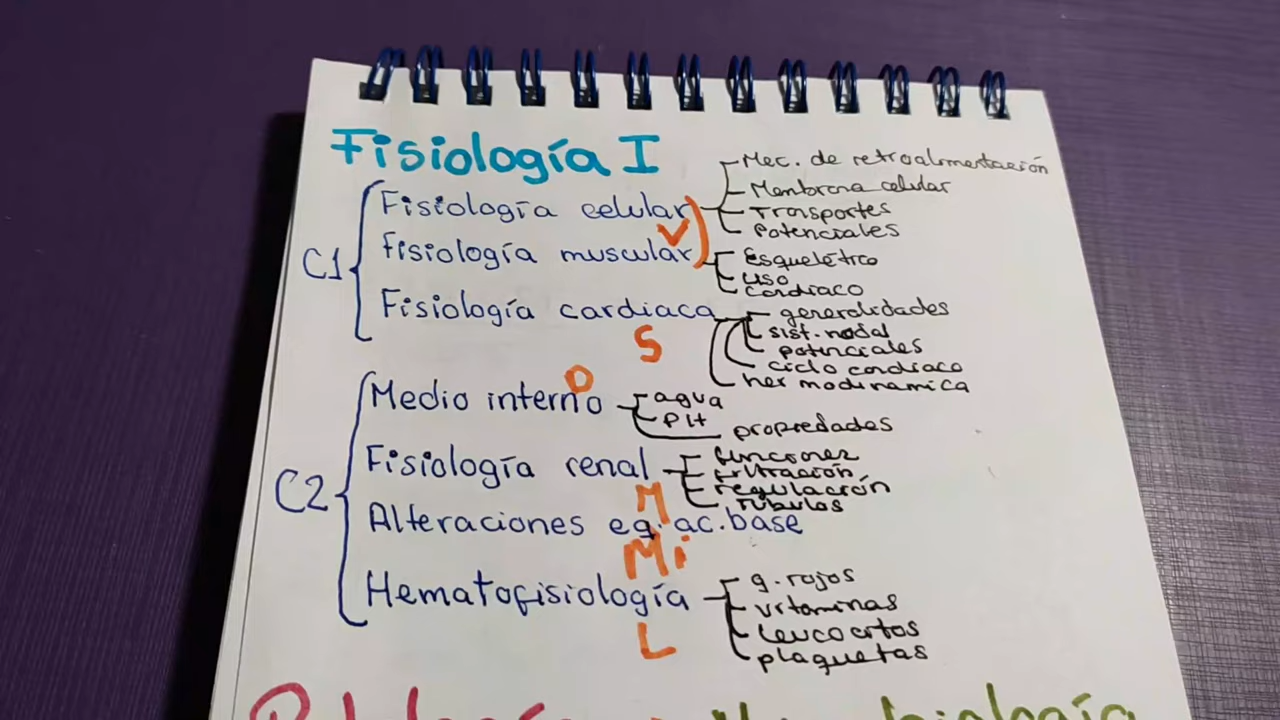 Fisiología I
C1
Fisiología celular
Mec. de retroalimentación
Membrana celular
Transportes
Potenciales
V
Fisiología muscular
Esquelético
Liso
Cardiaco
Fisiología cardiaca
generalidades
sist. nodal
potenciales
ciclo cardiaco
hermodinamica
S
D
C2
Medio interno
agua
PH
propiedades
Fisiología renal
funciones
filtración
regulación
Túbulos
M
Alteraciones eq. ac. base
Mi
Hematofisiología
g. rojos
vitaminas
leucocitos
plaquetas
L